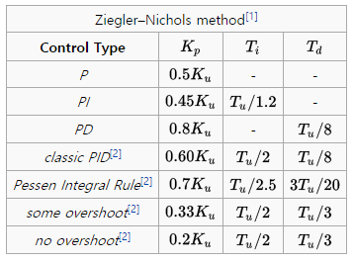 Ziegler–Nichols method[1]
Control Type K_p T_i T_d
P 0.5K_u - -
PI 0.45K_u T_u/1.2 -
PD 0.8K_u - T_u/8
classic PID[2] 0.60K_u T_u/2 T_u/8
Pessen Integral Rule[2] 0.7K_u T_u/2.5 3T_u/20
some overshoot[2] 0.33K_u T_u/2 T_u/3
no overshoot[2] 0.2K_u T_u/2 T_u/3